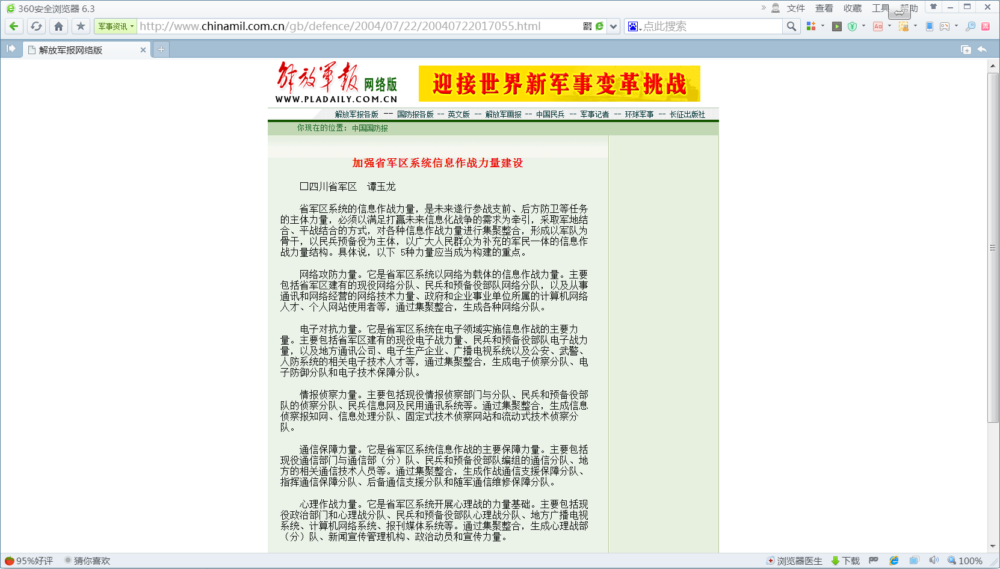 360安全浏览器 6.3
» 文件 查看 收藏 工具 帮助
军事资讯 http://www.chinamil.com.cn/gb/defence/2004/07/22/20040722017055.html 点此搜索
解放军报网络版
解放军报 网络版
WWW.PLADAILY.COM.CN
迎接世界新军事变革挑战
解放军报各版 -- 国防报各版 -- 英文版 -- 解放军画报 -- 中国民兵 -- 军事记者 -- 环球军事 -- 长征出版社
你现在的位置：中国国防报
加强省军区系统信息作战力量建设
□四川省军区　谭玉龙
省军区系统的信息作战力量，是未来遂行参战支前、后方防卫等任务
的主体力量，必须以满足打赢未来信息化战争的需求为牵引，采取军地结
合、平战结合的方式，对各种信息作战力量进行集聚整合，形成以军队为
骨干，以民兵预备役为主体，以广大人民群众为补充的军民一体的信息作
战力量结构。具体说，以下 5种力量应当成为构建的重点。
网络攻防力量。它是省军区系统以网络为载体的信息作战力量。主要
包括省军区建有的现役网络分队、民兵和预备役部队网络分队，以及从事
通讯和网络经营的网络技术力量、政府和企业事业单位所属的计算机网络
人才、个人网站使用者等，通过集聚整合，生成各种网络分队。
电子对抗力量。它是省军区系统在电子领域实施信息作战的主要力
量。主要包括省军区建有的现役电子战力量、民兵和预备役部队电子战力
量，以及地方通讯公司、电子生产企业、广播电视系统以及公安、武警、
人防系统的相关电子技术人才等，通过集聚整合，生成电子侦察分队、电
子防御分队和电子技术保障分队。
情报侦察力量。主要包括现役情报侦察部门与分队、民兵和预备役部
队的侦察分队、民兵信息网及民用通讯系统等。通过集聚整合，生成信息
侦察报知网、信息处理分队、固定式技术侦察网站和流动式技术侦察分
队。
通信保障力量。它是省军区系统信息作战的主要保障力量。主要包括
现役通信部门与通信部（分）队、民兵和预备役部队编组的通信分队、地
方的相关通信技术人员等。通过集聚整合，生成作战通信支援保障分队、
指挥通信保障分队、后备通信支援分队和随军通信维修保障分队。
心理作战力量。它是省军区系统开展心理战的力量基础。主要包括现
役政治部门和心理战分队、民兵和预备役部队心理战分队、地方广播电视
系统、计算机网络系统、报刊媒体系统等。通过集聚整合，生成心理战部
（分）队、新闻宣传管理机构、政治动员和宣传力量。
95%好评 猜你喜欢 浏览器医生 下载 100%